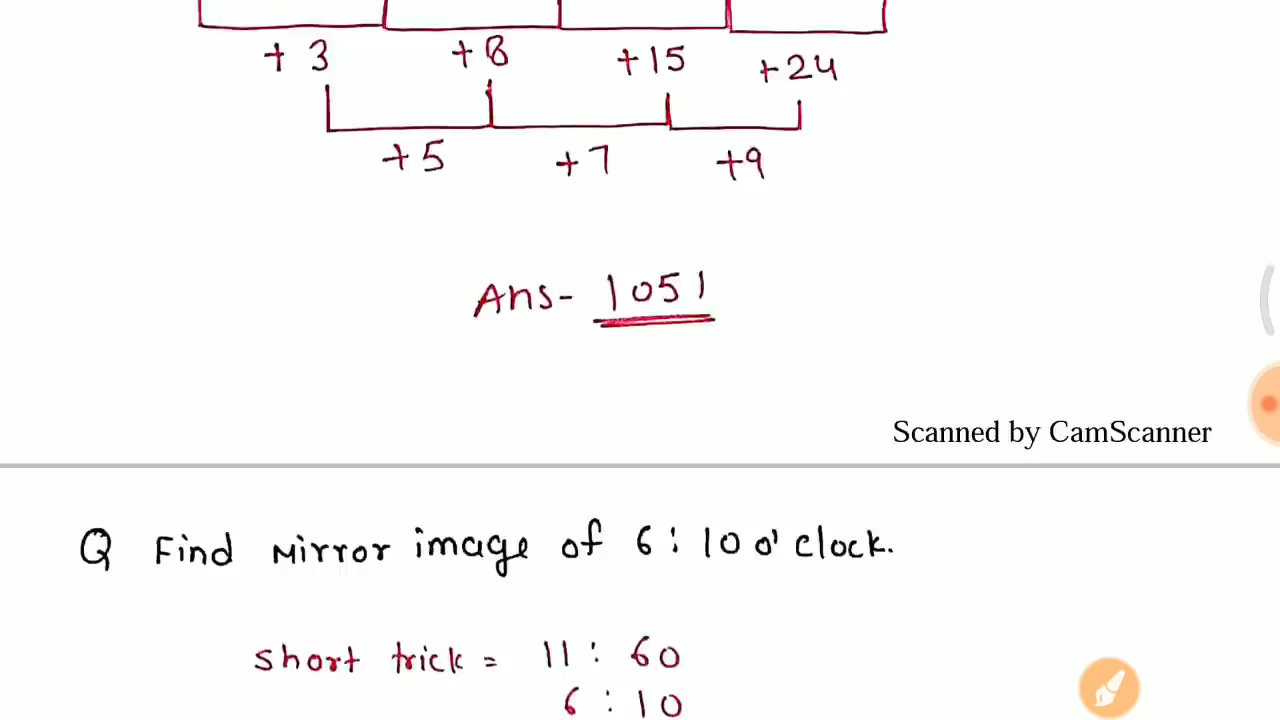 + 3 + 8 + 15 + 24
+ 5 + 7 + 9
Ans - 1051
Scanned by CamScanner
Q Find Mirror image of 6 : 10 o' clock.
short trick = 11 : 60
6 : 10